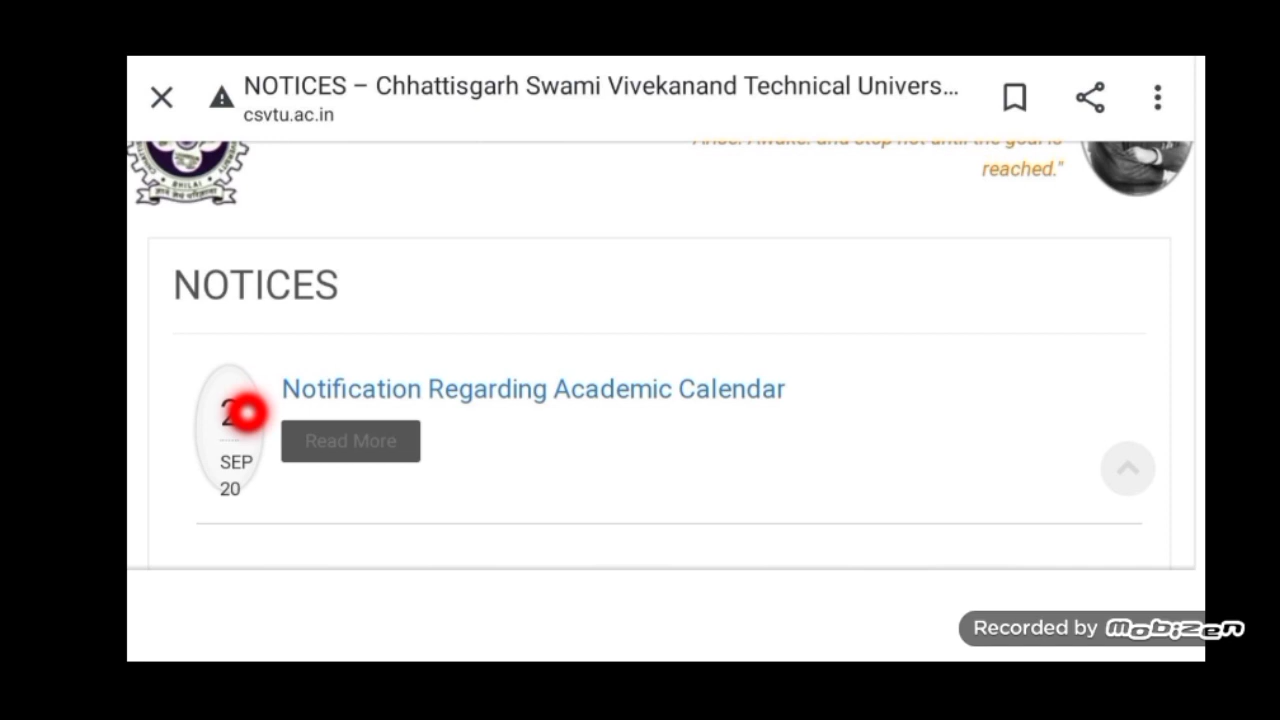 NOTICES – Chhattisgarh Swami Vivekanand Technical Univers...
csvtu.ac.in
reached."
BHILAI
NOTICES
Notification Regarding Academic Calendar
Read More
SEP
20
Recorded by Mobizen